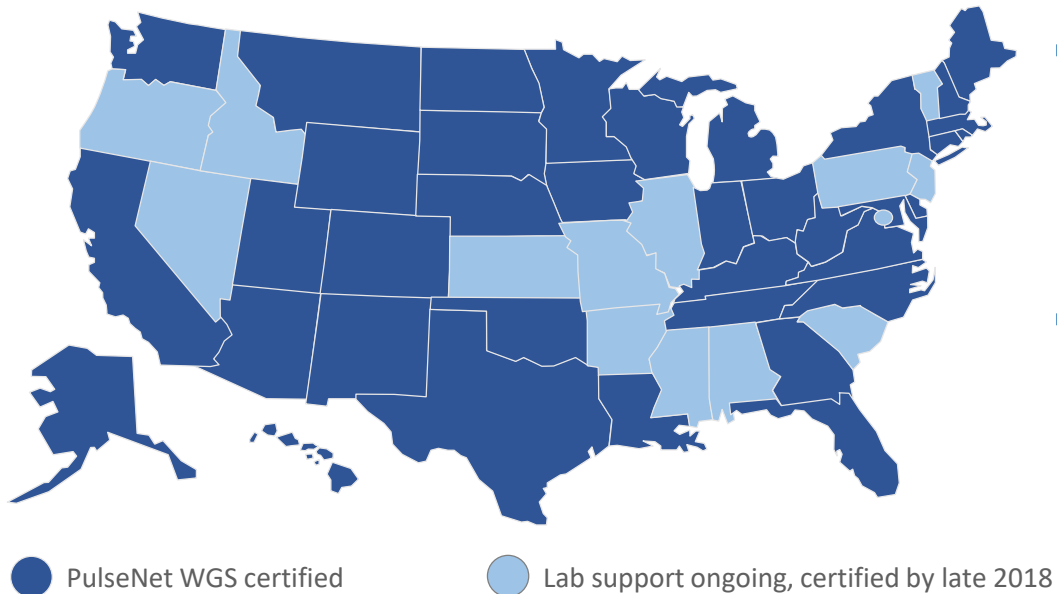 PulseNet WGS certified
Lab support ongoing, certified by late 2018